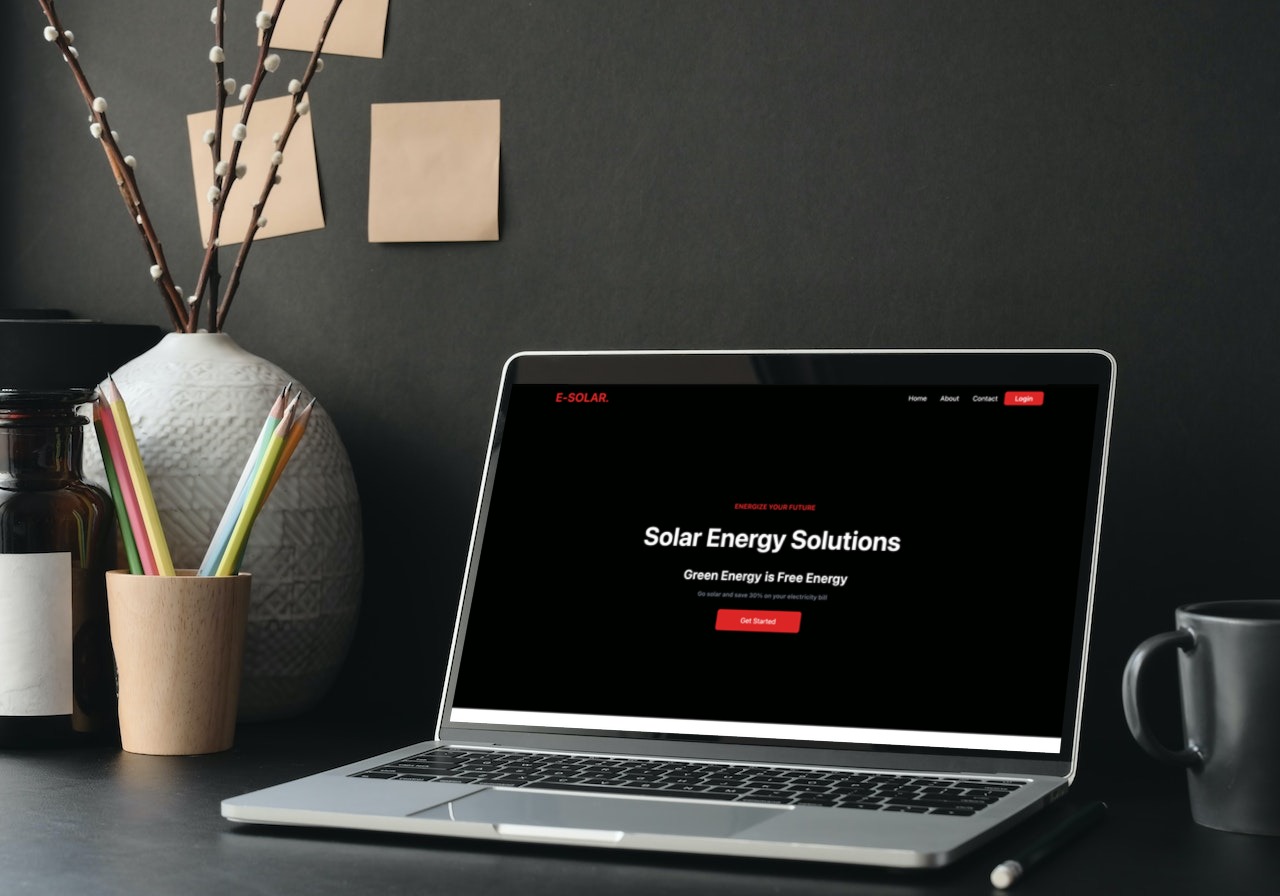 E-SOLAR.
Home About Contact Login
ENERGIZE YOUR FUTURE
Solar Energy Solutions
Green Energy is Free Energy
Go solar and save 30% on your electricity bill
Get Started